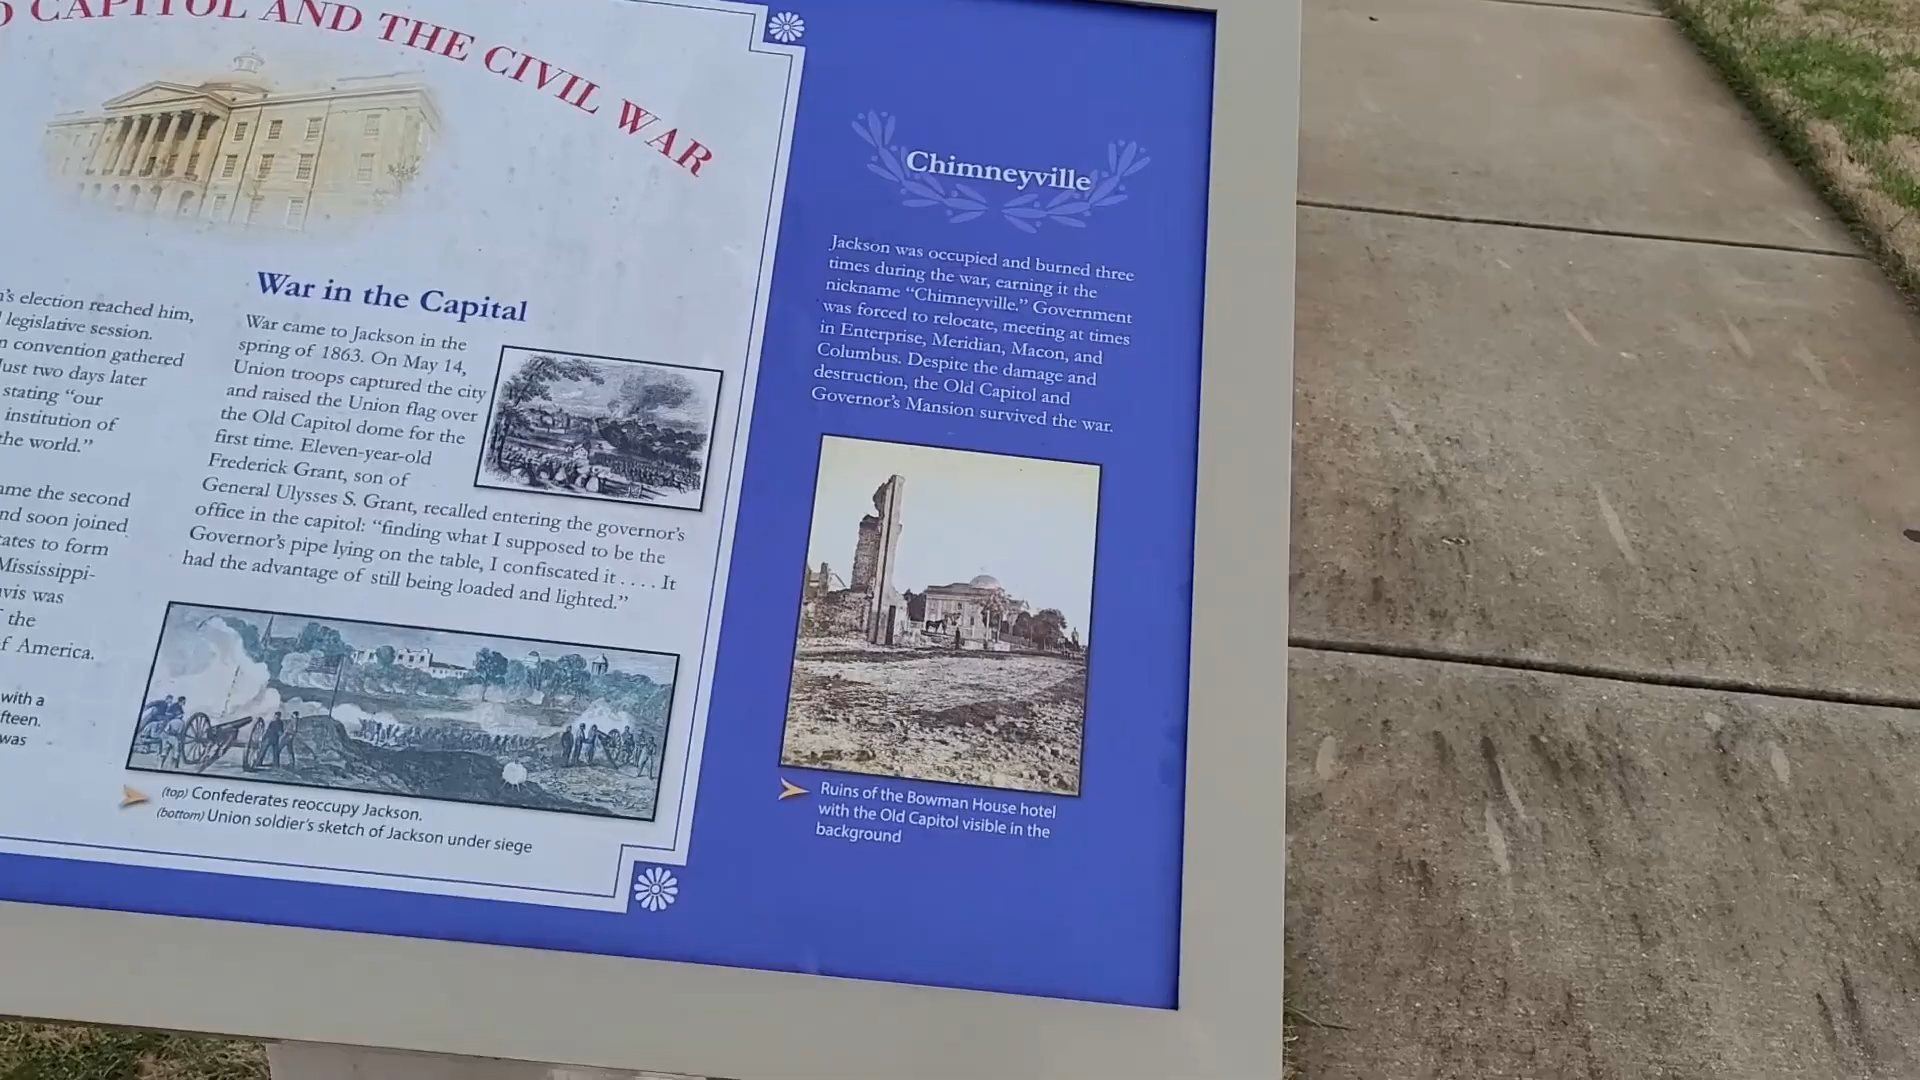 CAPITOL AND THE CIVIL WAR
's election reached him,
legislative session.
convention gathered
Just two days later
stating “our
institution of
the world.”
the second
nd soon joined
ates to form
Mississippi-
vis was
the
f America.
with a
fteen.
was
War in the Capital
War came to Jackson in the
spring of 1863. On May 14,
Union troops captured the city
and raised the Union flag over
the Old Capitol dome for the
first time. Eleven-year-old
Frederick Grant, son of
General Ulysses S. Grant, recalled entering the governor's
office in the capitol: “finding what I supposed to be the
Governor's pipe lying on the table, I confiscated it . . . . It
had the advantage of still being loaded and lighted.”
(top) Confederates reoccupy Jackson.
(bottom) Union soldier's sketch of Jackson under siege
Chimneyville
Jackson was occupied and burned three
times during the war, earning it the
nickname “Chimneyville.” Government
was forced to relocate, meeting at times
in Enterprise, Meridian, Macon, and
Columbus. Despite the damage and
destruction, the Old Capitol and
Governor's Mansion survived the war.
Ruins of the Bowman House hotel
with the Old Capitol visible in the
background